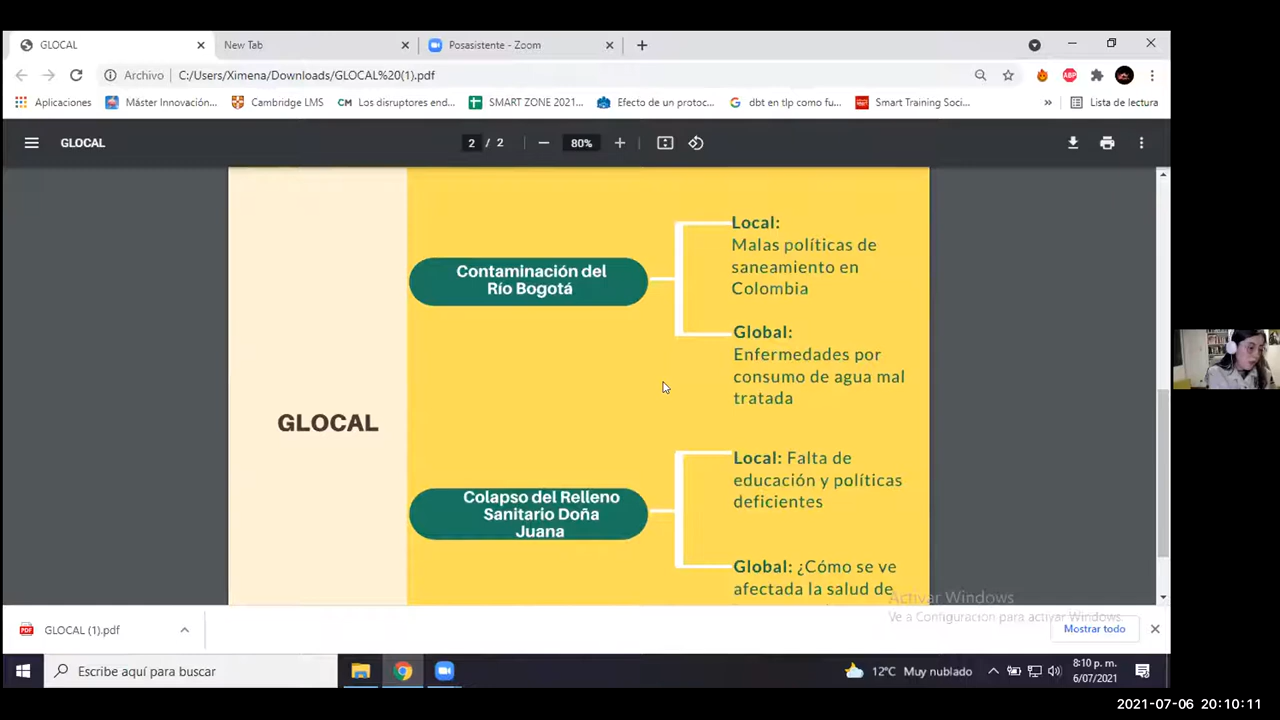 GLOCAL
New Tab
Posasistente - Zoom
Archivo
C:/Users/Ximena/Downloads/GLOCAL%20(1).pdf
ABP
Aplicaciones
Máster Innovación...
Cambridge LMS
CM Los disruptores end...
SMART ZONE 2021...
Efecto de un protoc...
G dbt en tlp como fu...
Smart Training Soci...
»
Lista de lectura
GLOCAL
2 / 2
80%
Contaminación del
Río Bogotá
Local:
Malas políticas de
saneamiento en
Colombia
Global:
Enfermedades por
consumo de agua mal
tratada
GLOCAL
Colapso del Relleno
Sanitario Doña
Juana
Local: Falta de
educación y políticas
deficientes
Global: ¿Cómo se ve
afectada la salud de
Activar Windows
Ve a Configuración para activar Windows.
PDF
GLOCAL (1).pdf
Mostrar todo
Escribe aquí para buscar
12°C Muy nublado
8:10 p. m.
6/07/2021
2021-07-06 20:10:11